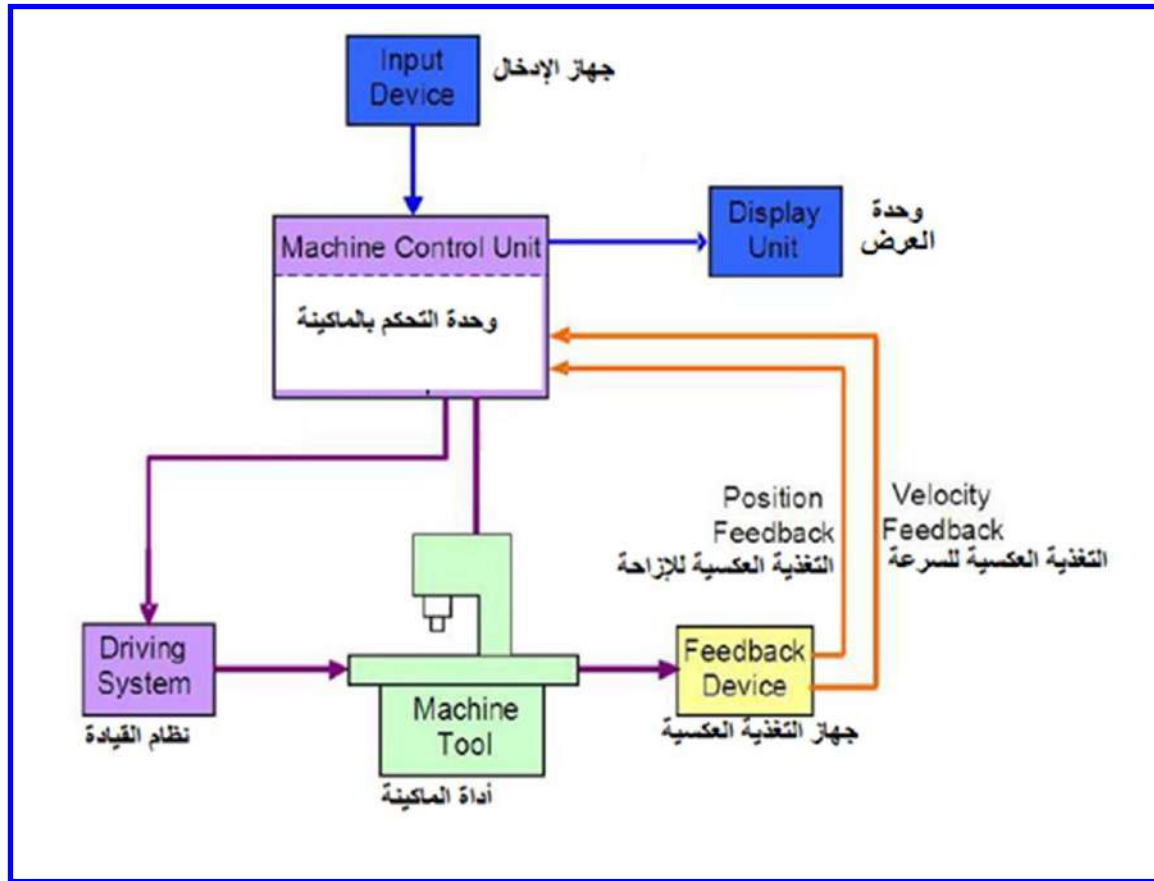 Input
Device
جهاز الإدخال
Machine Control Unit
وحدة التحكم بالماكينة
Display
Unit
وحدة
العرض
Position
Feedback
التغذية العكسية للإزاحة
Velocity
Feedback
التغذية العكسية للسرعة
Driving
System
نظام القيادة
Machine
Tool
أداة الماكينة
Feedback
Device
جهاز التغذية العكسية